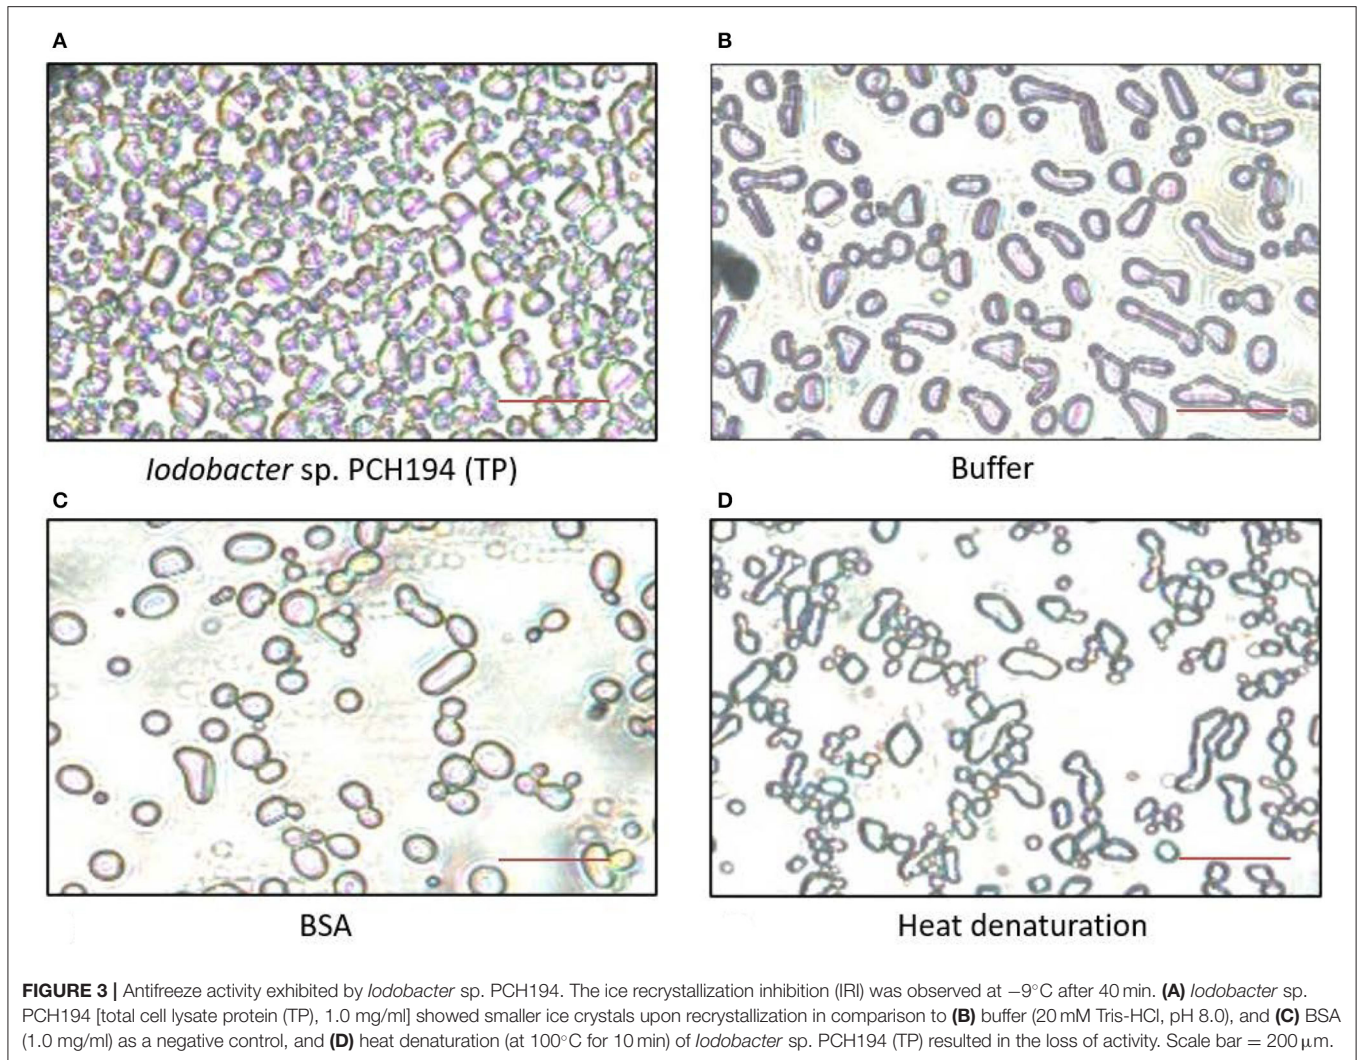 A
B
Iodobacter sp. PCH194 (TP)
Buffer
C
D
BSA
Heat denaturation
FIGURE 3 | Antifreeze activity exhibited by Iodobacter sp. PCH194. The ice recrystallization inhibition (IRI) was observed at −9°C after 40 min. (A) Iodobacter sp.
PCH194 [total cell lysate protein (TP), 1.0 mg/ml] showed smaller ice crystals upon recrystallization in comparison to (B) buffer (20 mM Tris-HCl, pH 8.0), and (C) BSA
(1.0 mg/ml) as a negative control, and (D) heat denaturation (at 100°C for 10 min) of Iodobacter sp. PCH194 (TP) resulted in the loss of activity. Scale bar = 200 μm.